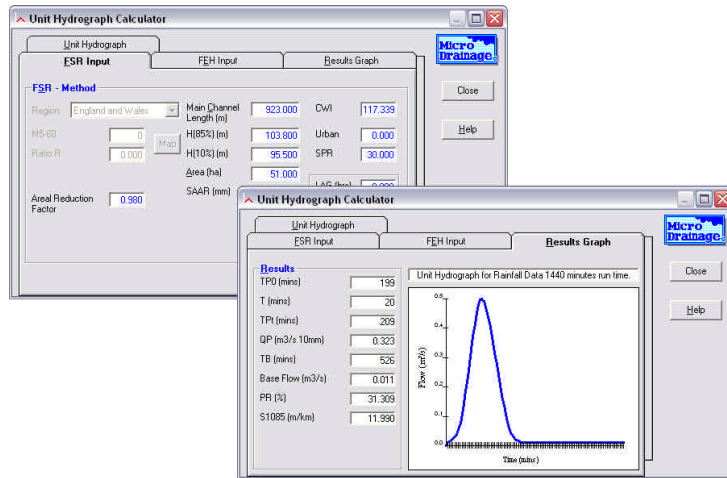 Unit Hydrograph Calculator
Unit Hydrograph
FSR Input
FEH Input
Results Graph
Micro
Drainage
Close
Help
FSR - Method
Region England and Wales
M5-60 0
Ratio R 0.000
Map
Areal Reduction
Factor 0.980
Main Channel
Length (m) 923.000
H(85%) (m) 103.800
H(10%) (m) 95.500
Area (ha) 51.000
SAAR (mm)
CWI 117.339
Urban 0.000
SPR 30.000
Unit Hydrograph Calculator
Unit Hydrograph
FSR Input
FEH Input
Results Graph
Micro
Drainage
Close
Help
Results
TP0 (mins) 199
T (mins) 20
TPt (mins) 209
QP (m3/s 10mm) 0.323
TB (mins) 526
Base Flow (m3/s) 0.011
PR (%) 31.309
S1085 (m/km) 11.990
Unit Hydrograph for Rainfall Data 1440 minutes run time.
Flow (m³/s)
0.5
0.4
0.3
0.2
0.1
0.0
Time (mins)